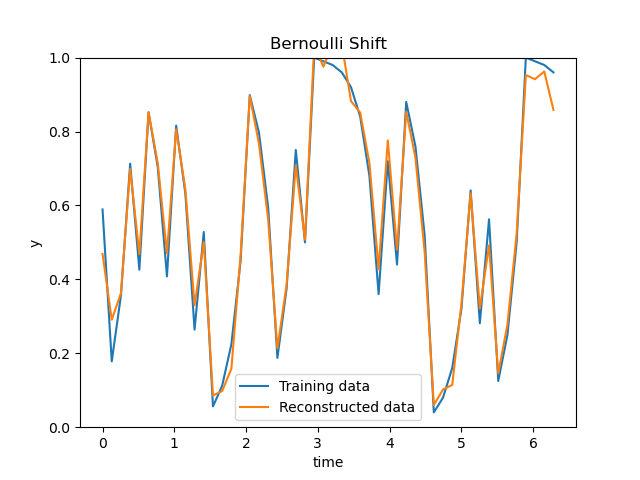 Bernoulli Shift
1.0
0.8
0.6
0.4
0.2
0.0
y
Training data
Reconstructed data
0 1 2 3 4 5 6
time